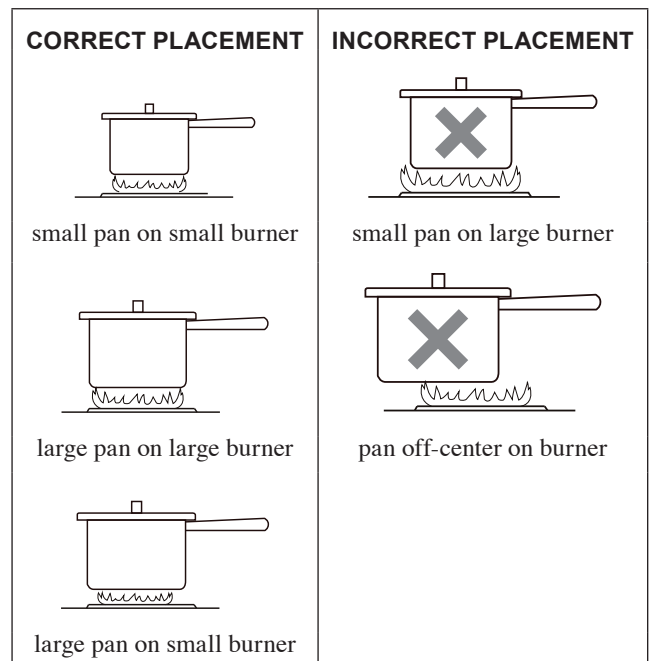 CORRECT PLACEMENT
INCORRECT PLACEMENT
small pan on small burner
small pan on large burner
large pan on large burner
pan off-center on burner
large pan on small burner